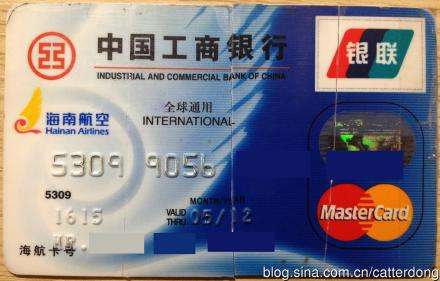 中国工商银行
银联
INDUSTRIAL AND COMMERCIAL BANK OF CHINA
海南航空
Hainan Airlines
全球通用
INTERNATIONAL
5309 9056
5309
MONTH/YEAR
1615
VALID THRU 05/12
MasterCard
MR.
海航卡号
blog.sina.com.cn/catterdong